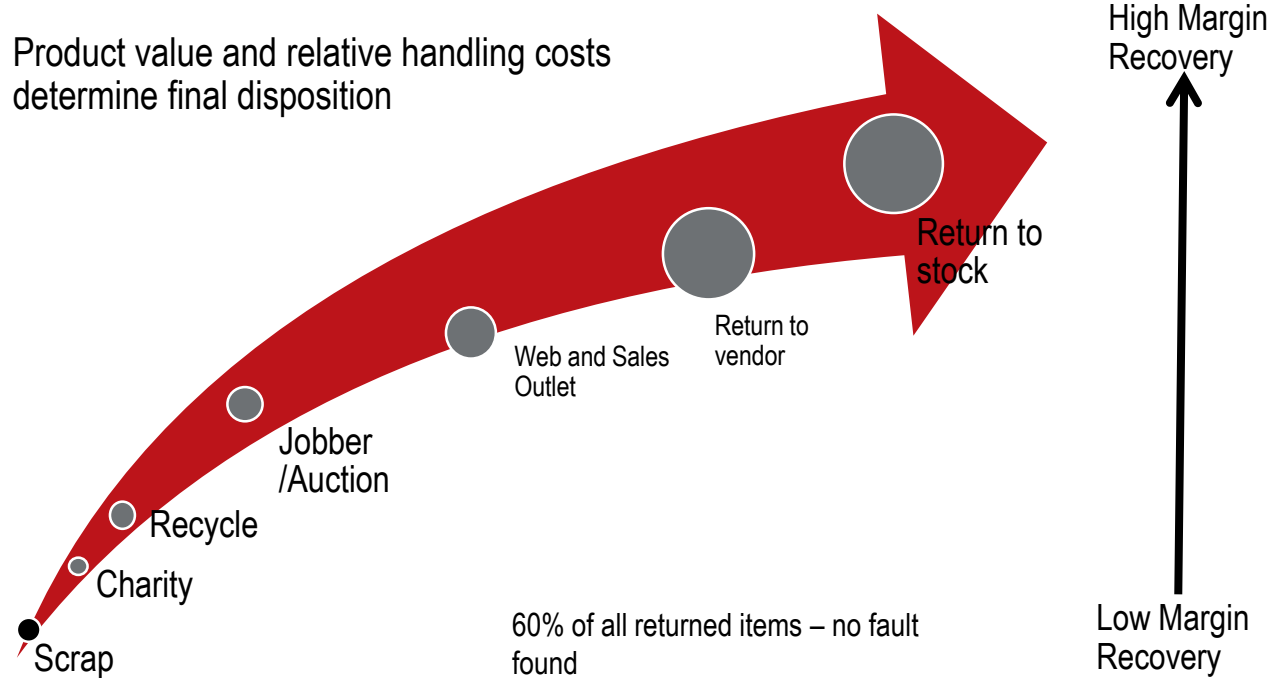 Product value and relative handling costs
determine final disposition
High Margin
Recovery
Return to
stock
Return to
vendor
Web and Sales
Outlet
Jobber
/Auction
Recycle
Charity
Scrap
60% of all returned items – no fault
found
Low Margin
Recovery